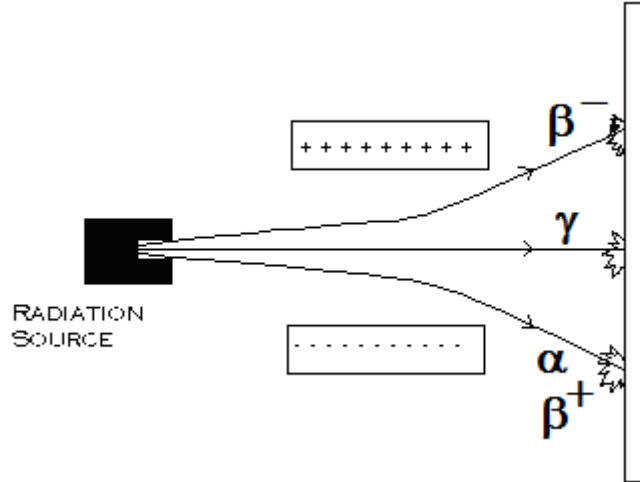 β⁻
+ + + + + + + + +
γ
RADIATION
SOURCE
- - - - - - - - - -
α
β⁺